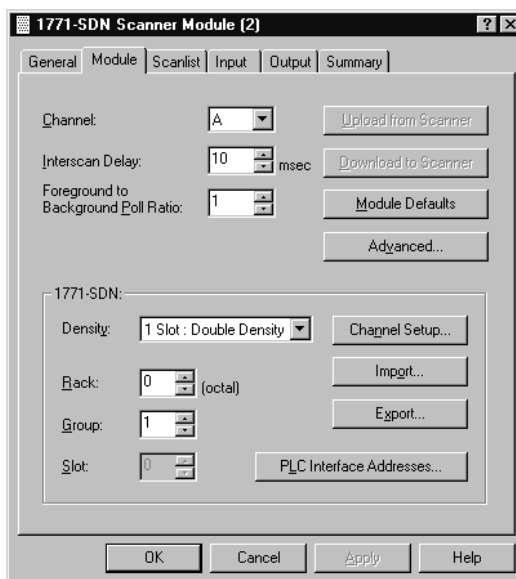 1771-SDN Scanner Module (2)
General Module Scanlist Input Output Summary
Channel: A Upload from Scanner
Interscan Delay: 10 msec Download to Scanner
Foreground to
Background Poll Ratio: 1 Module Defaults
Advanced...
1771-SDN:
Density: 1 Slot : Double Density Channel Setup...
Rack: 0 (octal) Import...
Group: 1 Export...
Slot: 0 PLC Interface Addresses...
OK Cancel Apply Help